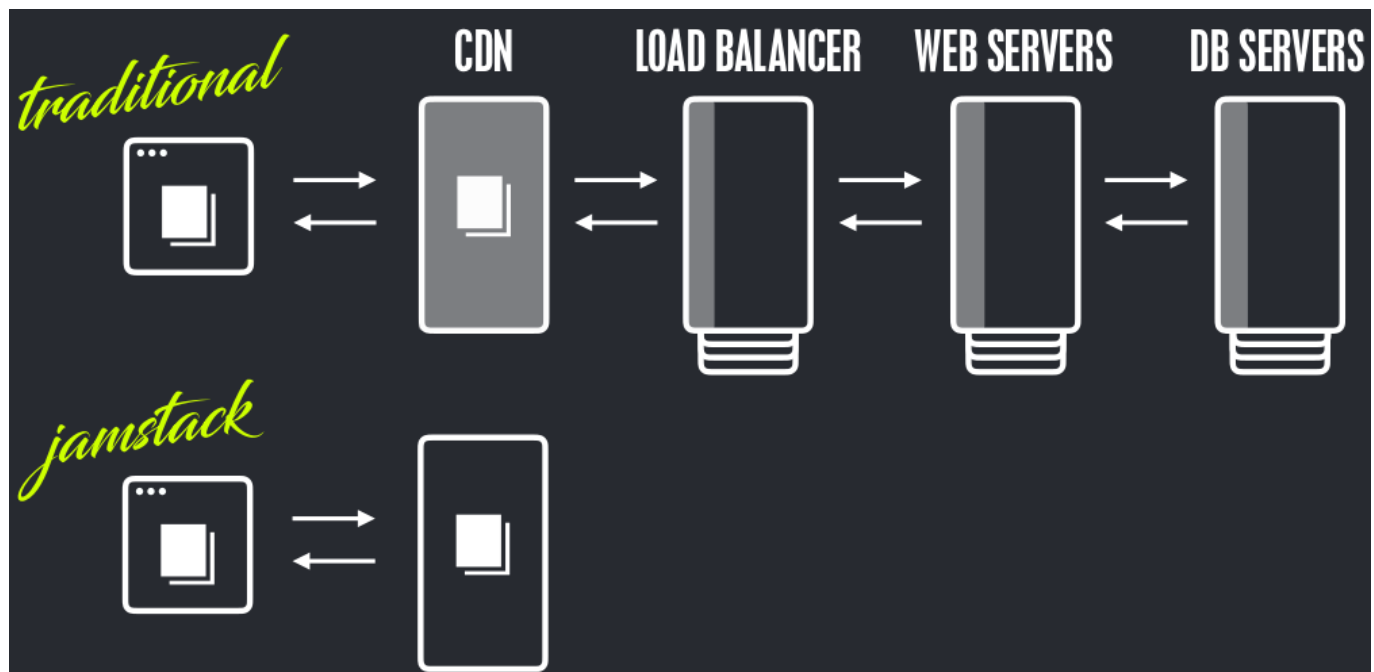 traditional
CDN
LOAD BALANCER
WEB SERVERS
DB SERVERS
jamstack